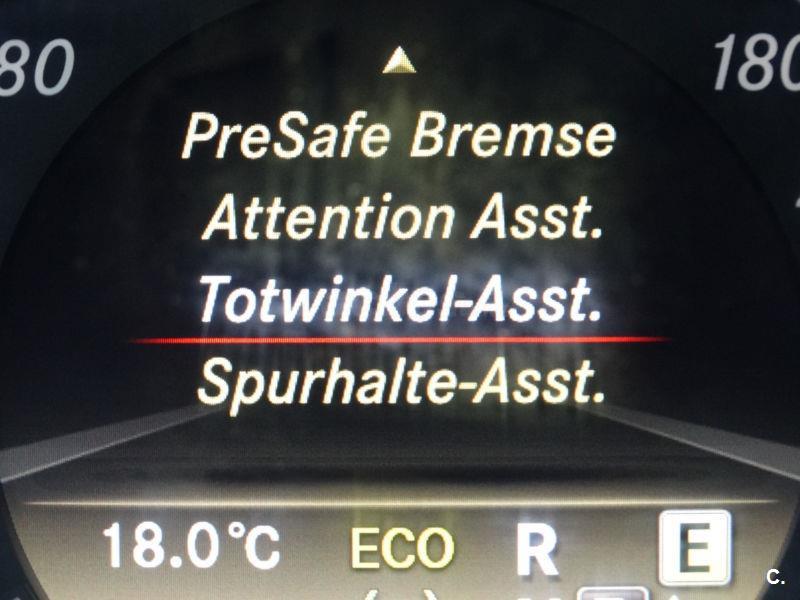 80 180
PreSafe Bremse
Attention Asst.
Totwinkel-Asst.
Spurhalte-Asst.
18.0°C ECO R E
C.